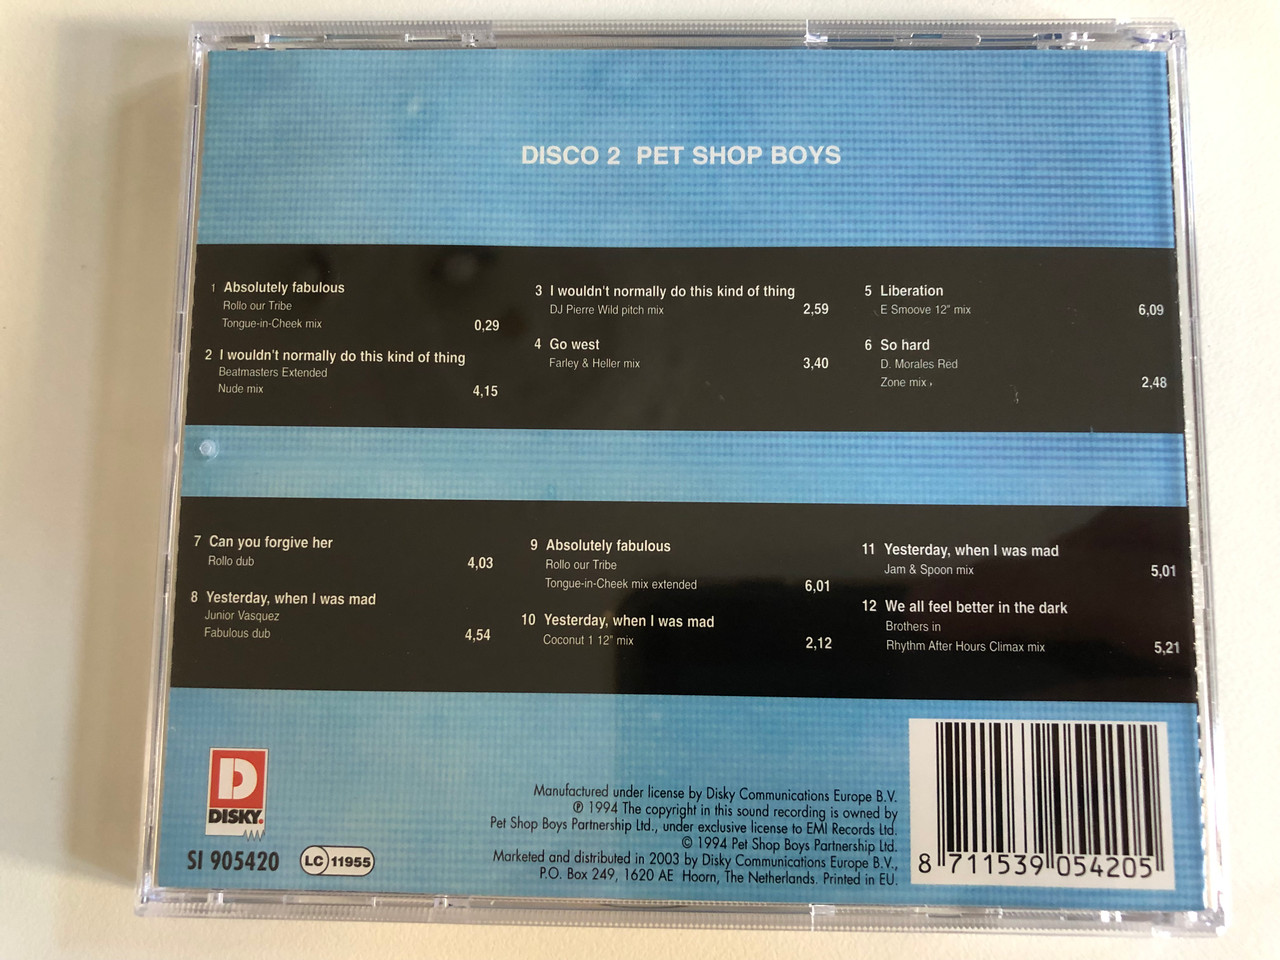 DISCO 2 PET SHOP BOYS
1 Absolutely fabulous
Rollo our Tribe
Tongue-in-Cheek mix 0,29
2 I wouldn't normally do this kind of thing
Beatmasters Extended
Nude mix 4,15
3 I wouldn't normally do this kind of thing
DJ Pierre Wild pitch mix 2,59
4 Go west
Farley & Heller mix 3,40
5 Liberation
E Smoove 12" mix 6,09
6 So hard
D. Morales Red
Zone mix 2,48
7 Can you forgive her
Rollo dub 4,03
8 Yesterday, when I was mad
Junior Vasquez
Fabulous dub 4,54
9 Absolutely fabulous
Rollo our Tribe
Tongue-in-Cheek mix extended 6,01
10 Yesterday, when I was mad
Coconut 1 12" mix 2,12
11 Yesterday, when I was mad
Jam & Spoon mix 5,01
12 We all feel better in the dark
Brothers in
Rhythm After Hours Climax mix 5,21
D
DISKY.
SI 905420
LC 11955
Manufactured under license by Disky Communications Europe B.V.
℗ 1994 The copyright in this sound recording is owned by
Pet Shop Boys Partnership Ltd., under exclusive license to EMI Records Ltd.
© 1994 Pet Shop Boys Partnership Ltd.
Marketed and distributed in 2003 by Disky Communications Europe B.V.,
P.O. Box 249, 1620 AE Hoorn, The Netherlands. Printed in EU.
8 711539 054205